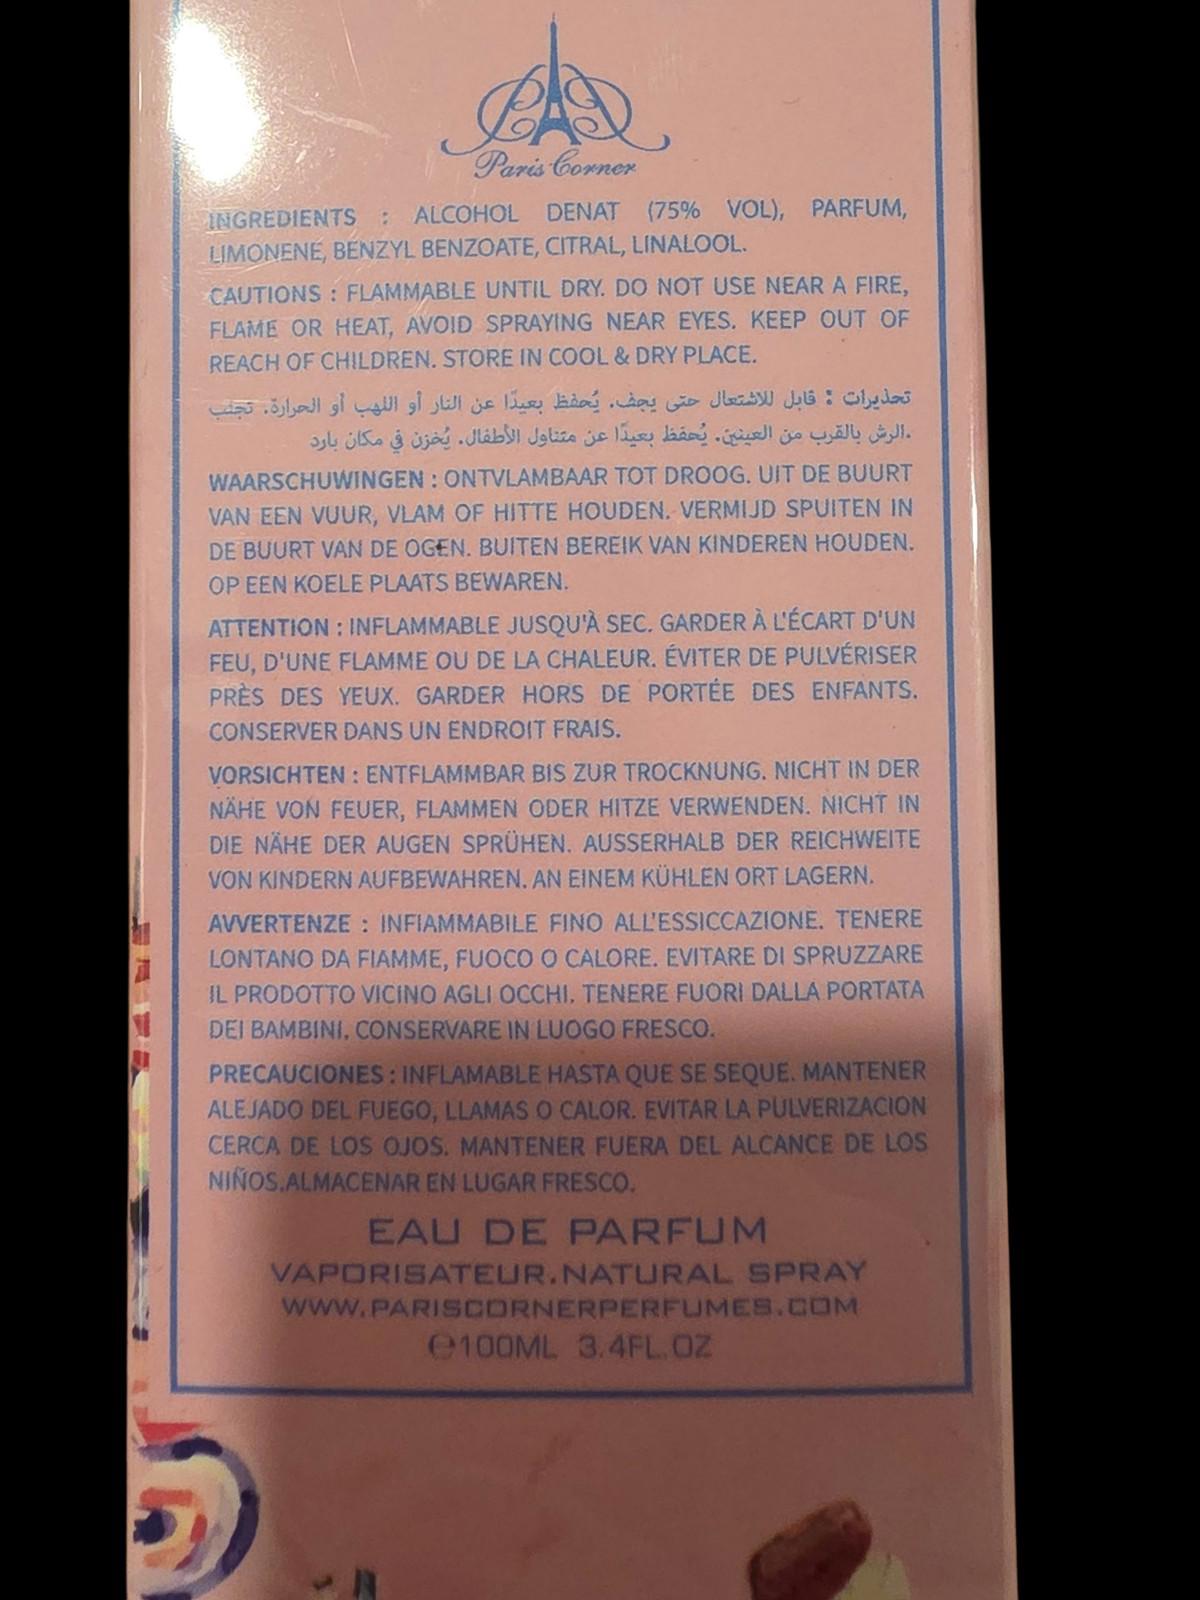 Paris Corner
INGREDIENTS : ALCOHOL DENAT (75% VOL), PARFUM,
LIMONENE, BENZYL BENZOATE, CITRAL, LINALOOL.
CAUTIONS : FLAMMABLE UNTIL DRY. DO NOT USE NEAR A FIRE,
FLAME OR HEAT, AVOID SPRAYING NEAR EYES. KEEP OUT OF
REACH OF CHILDREN. STORE IN COOL & DRY PLACE.
تحذيرات : قابل للاشتعال حتى يجف. يُحفظ بعيدًا عن النار أو اللهب أو الحرارة. تجنب
.الرش بالقرب من العينين. يُحفظ بعيدًا عن متناول الأطفال. يُخزن في مكان بارد
WAARSCHUWINGEN : ONTVLAMBAAR TOT DROOG. UIT DE BUURT
VAN EEN VUUR, VLAM OF HITTE HOUDEN. VERMIJD SPUITEN IN
DE BUURT VAN DE OGEN. BUITEN BEREIK VAN KINDEREN HOUDEN.
OP EEN KOELE PLAATS BEWAREN.
ATTENTION : INFLAMMABLE JUSQU'À SEC. GARDER À L'ÉCART D'UN
FEU, D'UNE FLAMME OU DE LA CHALEUR. ÉVITER DE PULVÉRISER
PRÈS DES YEUX. GARDER HORS DE PORTÉE DES ENFANTS.
CONSERVER DANS UN ENDROIT FRAIS.
VORSICHTEN : ENTFLAMMBAR BIS ZUR TROCKNUNG. NICHT IN DER
NÄHE VON FEUER, FLAMMEN ODER HITZE VERWENDEN. NICHT IN
DIE NÄHE DER AUGEN SPRÜHEN. AUSSERHALB DER REICHWEITE
VON KINDERN AUFBEWAHREN. AN EINEM KÜHLEN ORT LAGERN.
AVVERTENZE : INFIAMMABILE FINO ALL'ESSICCAZIONE. TENERE
LONTANO DA FIAMME, FUOCO O CALORE. EVITARE DI SPRUZZARE
IL PRODOTTO VICINO AGLI OCCHI. TENERE FUORI DALLA PORTATA
DEI BAMBINI. CONSERVARE IN LUOGO FRESCO.
PRECAUCIONES : INFLAMABLE HASTA QUE SE SEQUE. MANTENER
ALEJADO DEL FUEGO, LLAMAS O CALOR. EVITAR LA PULVERIZACION
CERCA DE LOS OJOS. MANTENER FUERA DEL ALCANCE DE LOS
NIÑOS.ALMACENAR EN LUGAR FRESCO.
EAU DE PARFUM
VAPORISATEUR.NATURAL SPRAY
WWW.PARISCORNERPERFUMES.COM
℮100ML 3.4FL.OZ